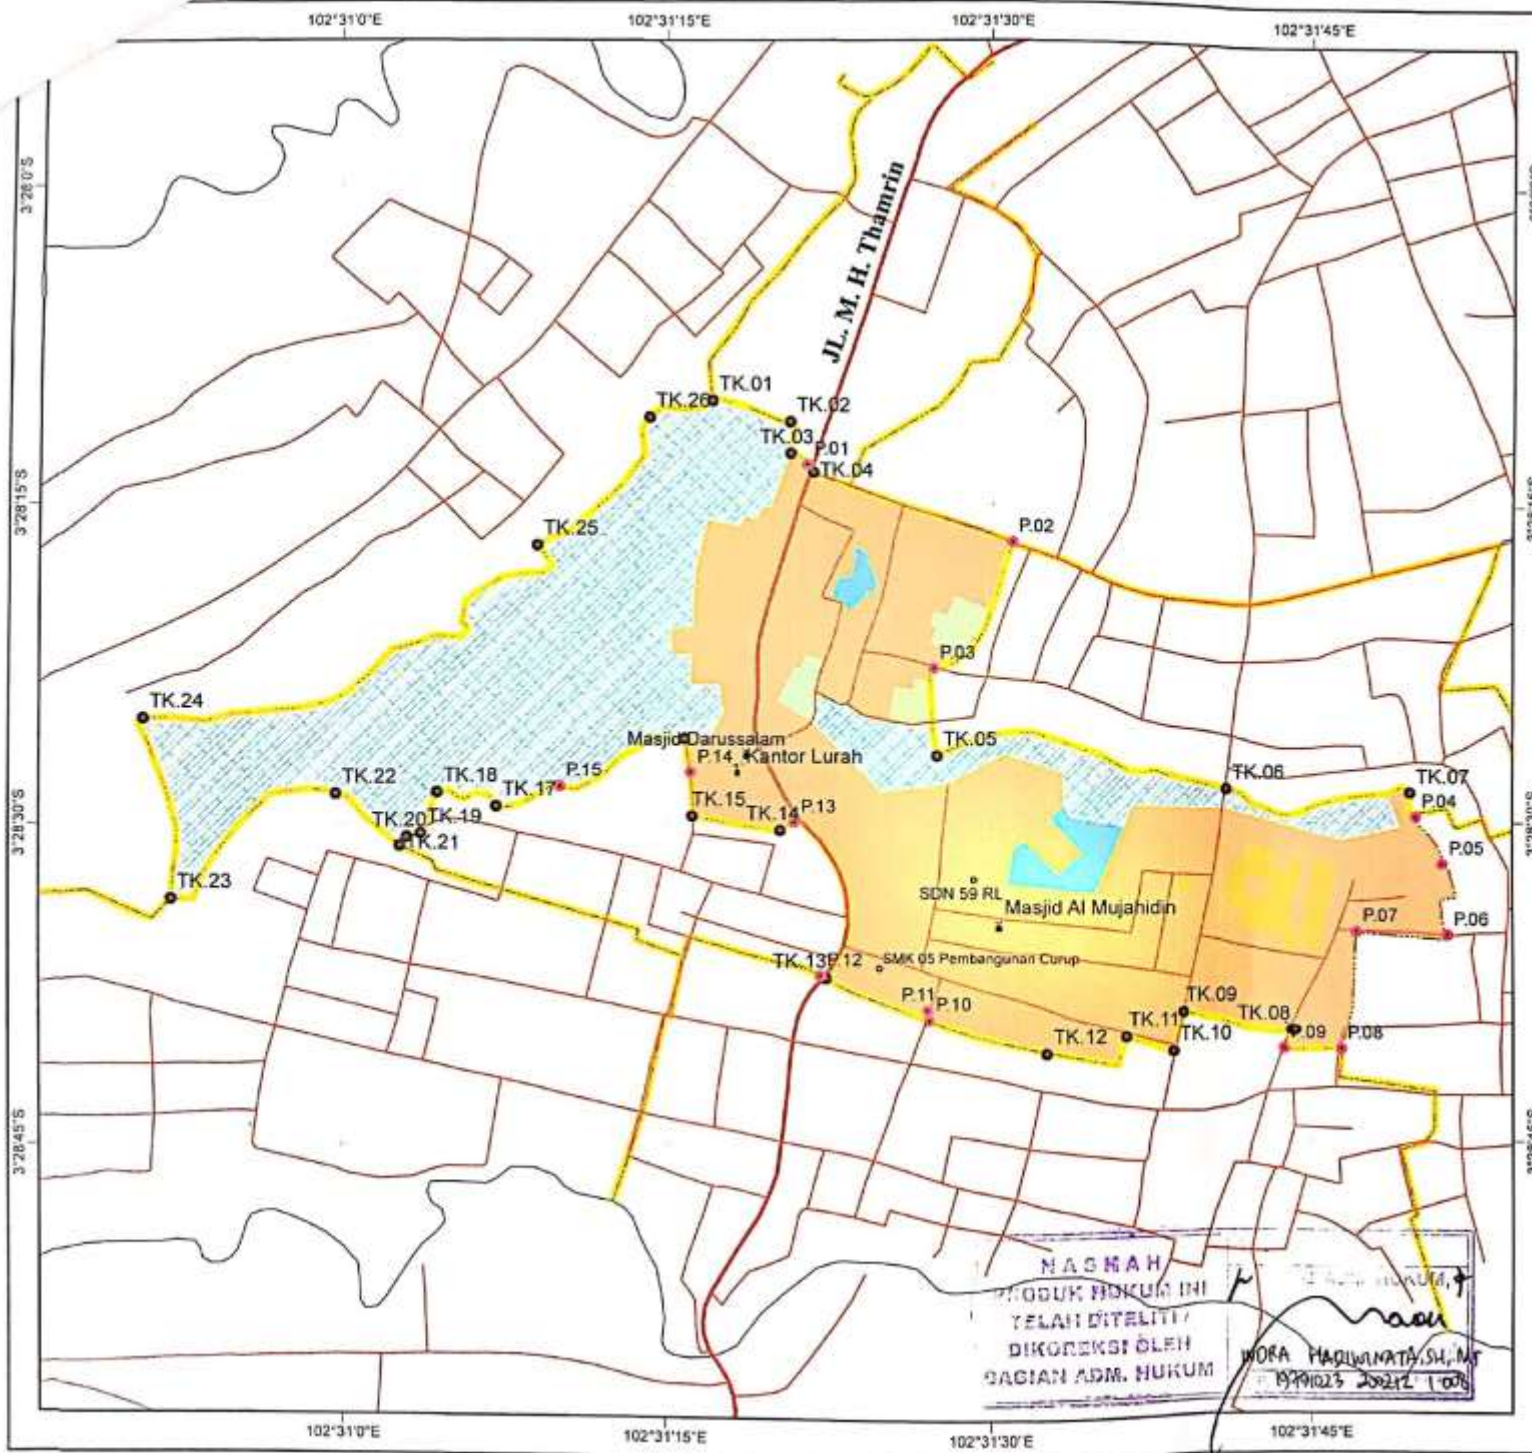 102°31'0"E
102°31'15"E
102°31'30"E
102°31'45"E
3°28'0"S
JL. M. H. Thamrin
TK.01
TK.26
TK.02
TK.03
P.01
TK.04
3°28'15"S
TK.25
P.02
P.03
TK.24
Masjid Darussalam
TK.05
P.14
Kantor Lurah
TK.22
TK.18
TK.17
P.15
TK.06
TK.07
P.04
TK.15
TK.14
P.13
TK.20
TK.19
TK.21
3°28'30"S
P.05
TK.23
SDN 59 RL
Masjid Al Mujahidin
P.07
P.06
TK.13
P.12
SMK 05 Pembangunan Curup
P.11
P.10
TK.09
TK.08
TK.12
TK.11
TK.10
P.09
P.08
3°28'45"S
NASKAH
PRODUK HUKUM INI
TELAH DITELITI /
DIKOREKSI OLEH
BAGIAN ADM. HUKUM
HUKUM,
INDRA HADIWINATA, SH, MT
102°31'0"E
102°31'15"E
102°31'30"E
102°31'45"E